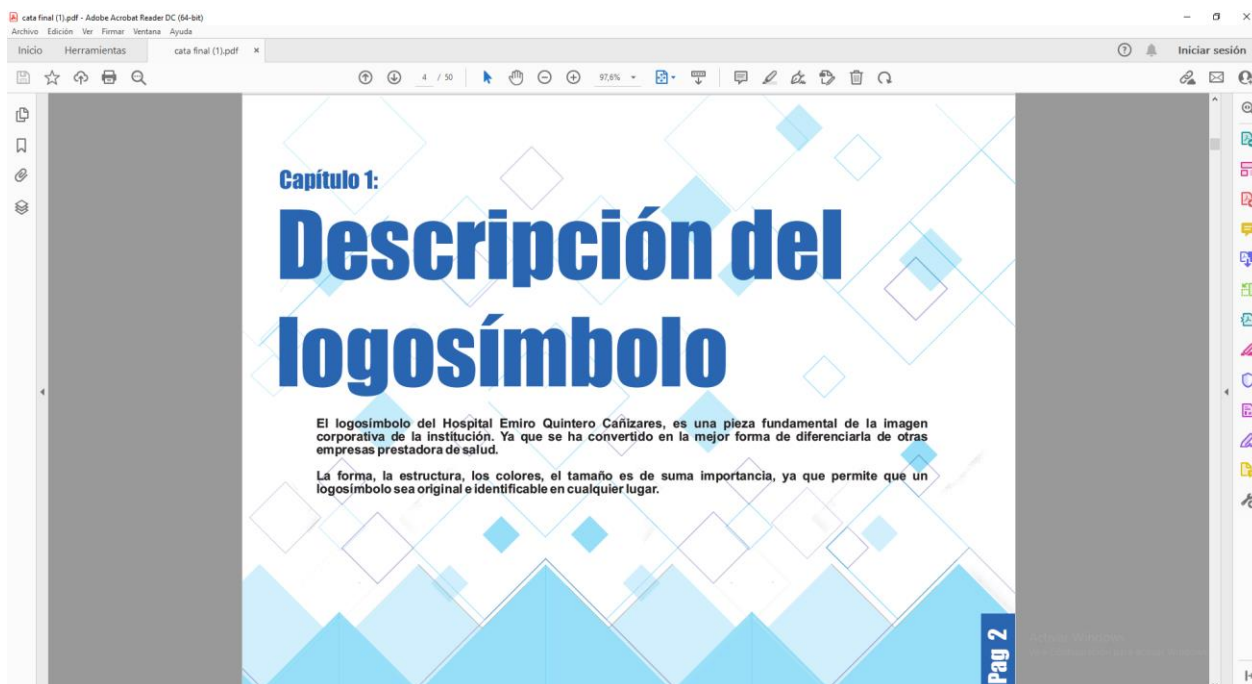 cata final (1).pdf - Adobe Acrobat Reader DC (64-bit)
Archivo Edición Ver Firmar Ventana Ayuda
Inicio Herramientas cata final (1).pdf × Iniciar sesión
4 / 50 97,6%
Capítulo 1:
Descripción del
logosímbolo
El logosímbolo del Hospital Emiro Quintero Cañizares, es una pieza fundamental de la imagen
corporativa de la institución. Ya que se ha convertido en la mejor forma de diferenciarla de otras
empresas prestadora de salud.
La forma, la estructura, los colores, el tamaño es de suma importancia, ya que permite que un
logosímbolo sea original e identificable en cualquier lugar.
Pag 2
Activar Windows